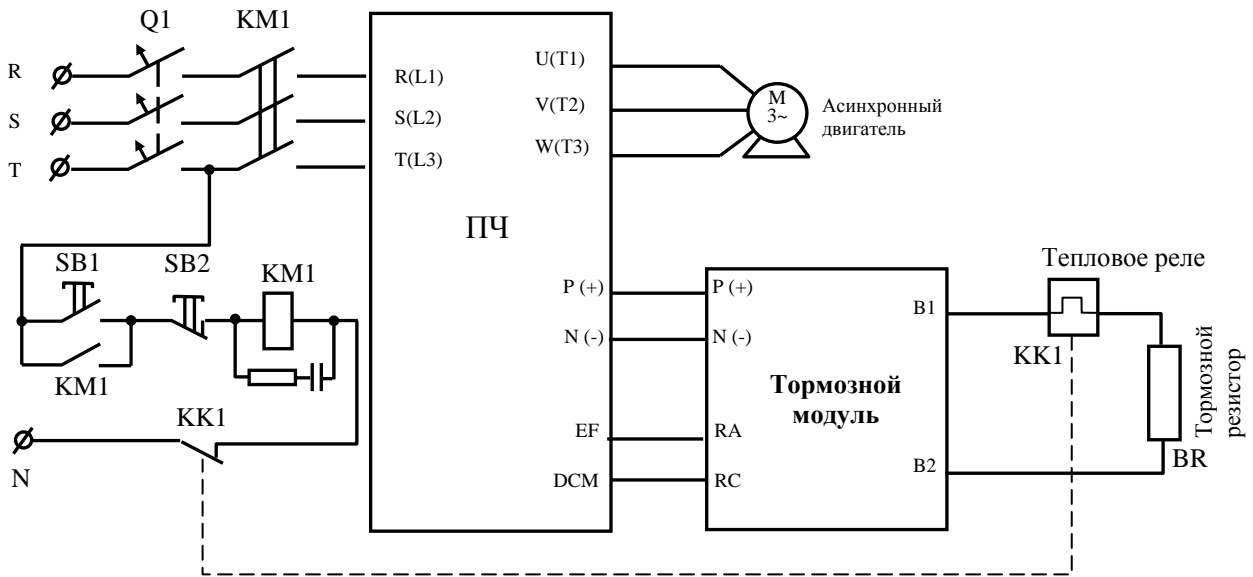 Q1
KM1
R
S
T
R(L1)
S(L2)
T(L3)
U(T1)
V(T2)
W(T3)
M
3~
Асинхронный
двигатель
ПЧ
SB1
SB2
KM1
KM1
KK1
N
P (+)
N (-)
EF
DCM
P (+)
N (-)
RA
RC
B1
B2
Тормозной
модуль
Тепловое реле
KK1
Тормозной
резистор
BR